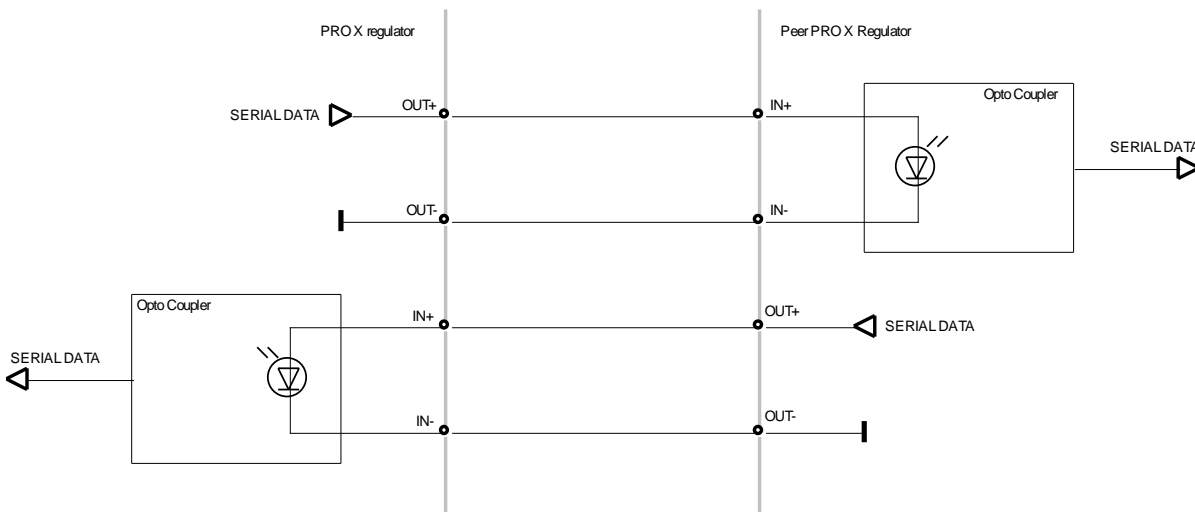 PRO X regulator
Peer PRO X Regulator
Opto Coupler
SERIAL DATA
OUT+
IN+
SERIAL DATA
OUT-
IN-
Opto Coupler
IN+
OUT+
SERIAL DATA
SERIAL DATA
IN-
OUT-